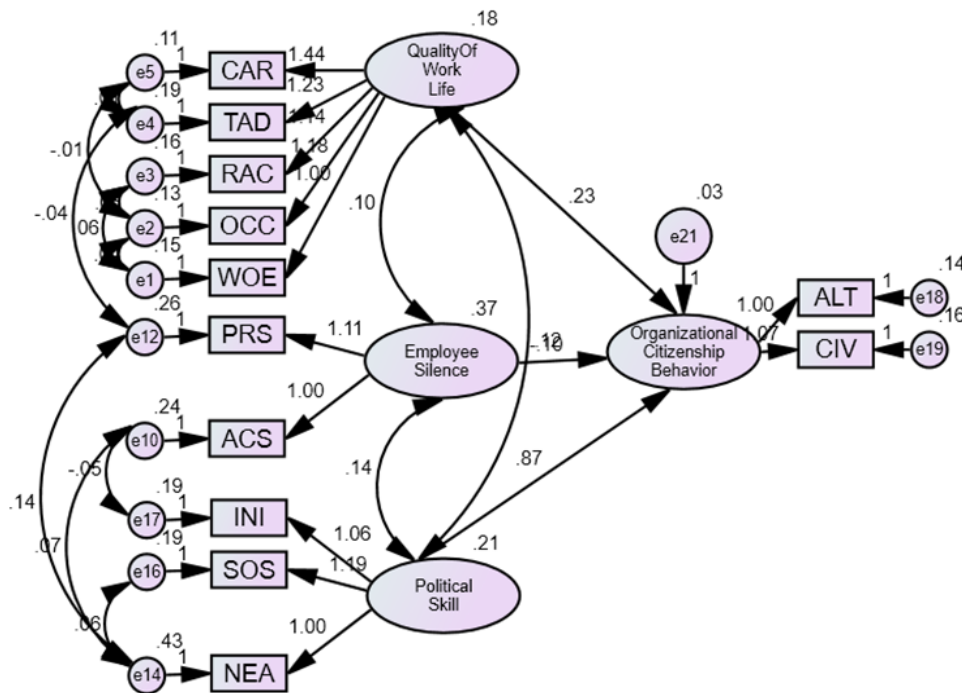 .18
.11
QualityOf
Work
Life
e5
1
CAR
1.44
1.23
.19
e4
1
TAD
1.14
.16
-.01
e3
1
RAC
1.18
1.00
.13
-.04
.06
e2
1
OCC
.10
.23
.03
e21
.15
e1
1
WOE
1
.26
e12
1
PRS
1.11
.37
Employee
Silence
-.10
Organizational
Citizenship
Behavior
1.00
1.07
ALT
1
.14
e18
CIV
1
.16
e19
1.00
.24
e10
1
ACS
-.05
.14
.87
.19
e17
1
INI
.14
1.06
.21
.07
.19
e16
1
SOS
1.19
Political
Skill
.06
.43
e14
1
NEA
1.00